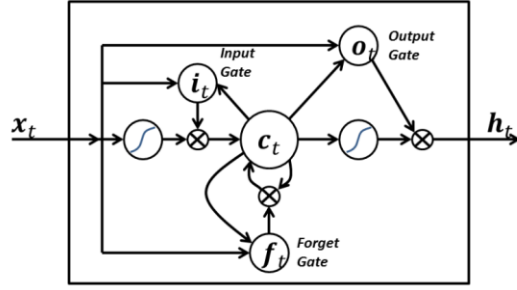 Input
Gate
Output
Gate
o_t
i_t
x_t
c_t
h_t
f_t
Forget
Gate